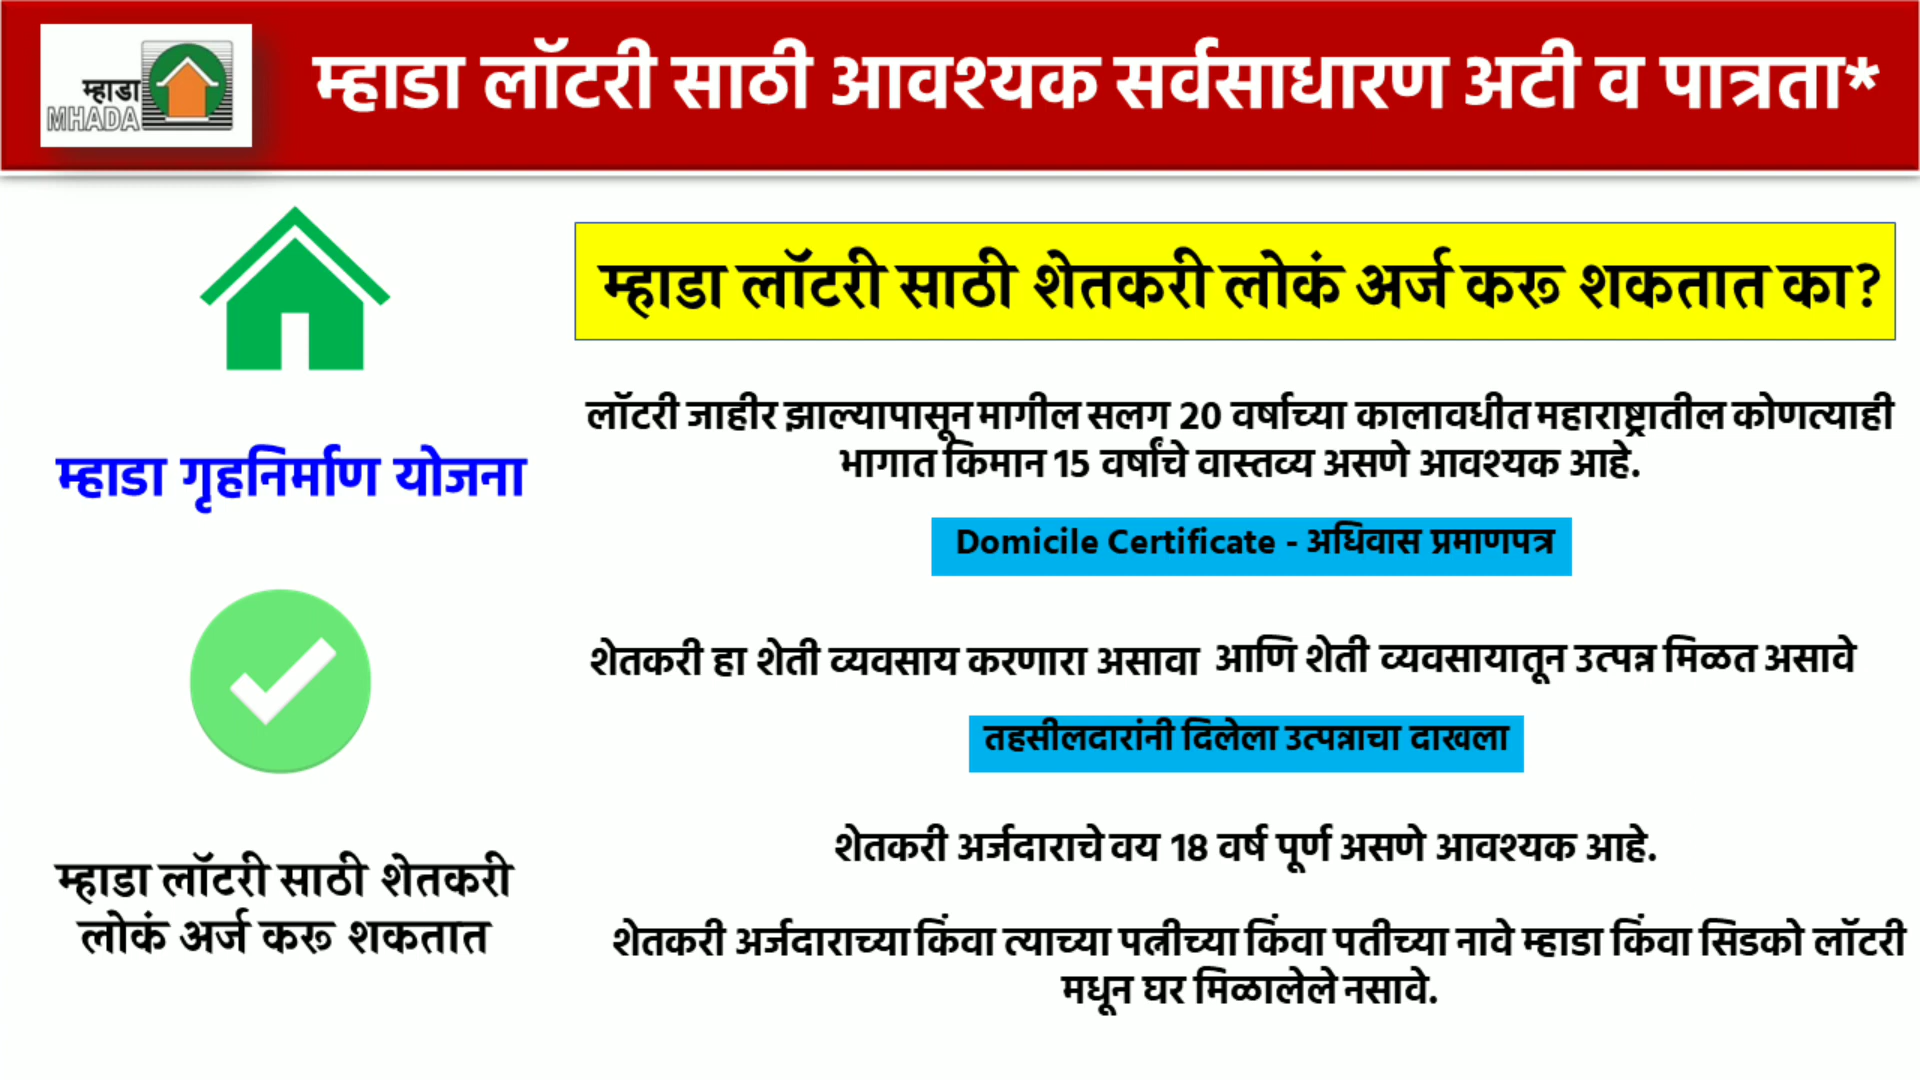 म्हाडा
MHADA
म्हाडा लॉटरी साठी आवश्यक सर्वसाधारण अटी व पात्रता*
म्हाडा गृहनिर्माण योजना
म्हाडा लॉटरी साठी शेतकरी
लोकं अर्ज करू शकतात
म्हाडा लॉटरी साठी शेतकरी लोकं अर्ज करू शकतात का?
लॉटरी जाहीर झाल्यापासून मागील सलग 20 वर्षाच्या कालावधीत महाराष्ट्रातील कोणत्याही
भागात किमान 15 वर्षांचे वास्तव्य असणे आवश्यक आहे.
Domicile Certificate - अधिवास प्रमाणपत्र
शेतकरी हा शेती व्यवसाय करणारा असावा आणि शेती व्यवसायातून उत्पन्न मिळत असावे
तहसीलदारांनी दिलेला उत्पन्नाचा दाखला
शेतकरी अर्जदाराचे वय 18 वर्ष पूर्ण असणे आवश्यक आहे.
शेतकरी अर्जदाराच्या किंवा त्याच्या पत्नीच्या किंवा पतीच्या नावे म्हाडा किंवा सिडको लॉटरी
मधून घर मिळालेले नसावे.